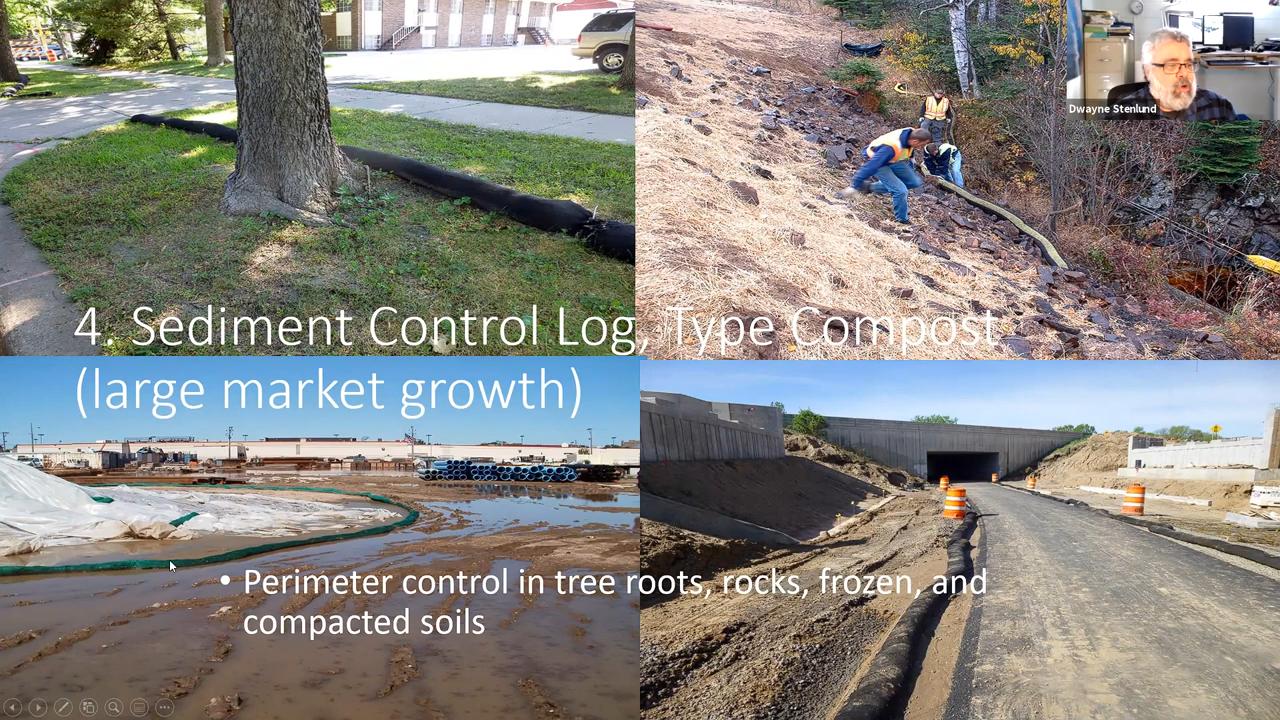 Dwayne Stenlund
4. Sediment Control Log, Type Compost
(large market growth)
• Perimeter control in tree roots, rocks, frozen, and
compacted soils